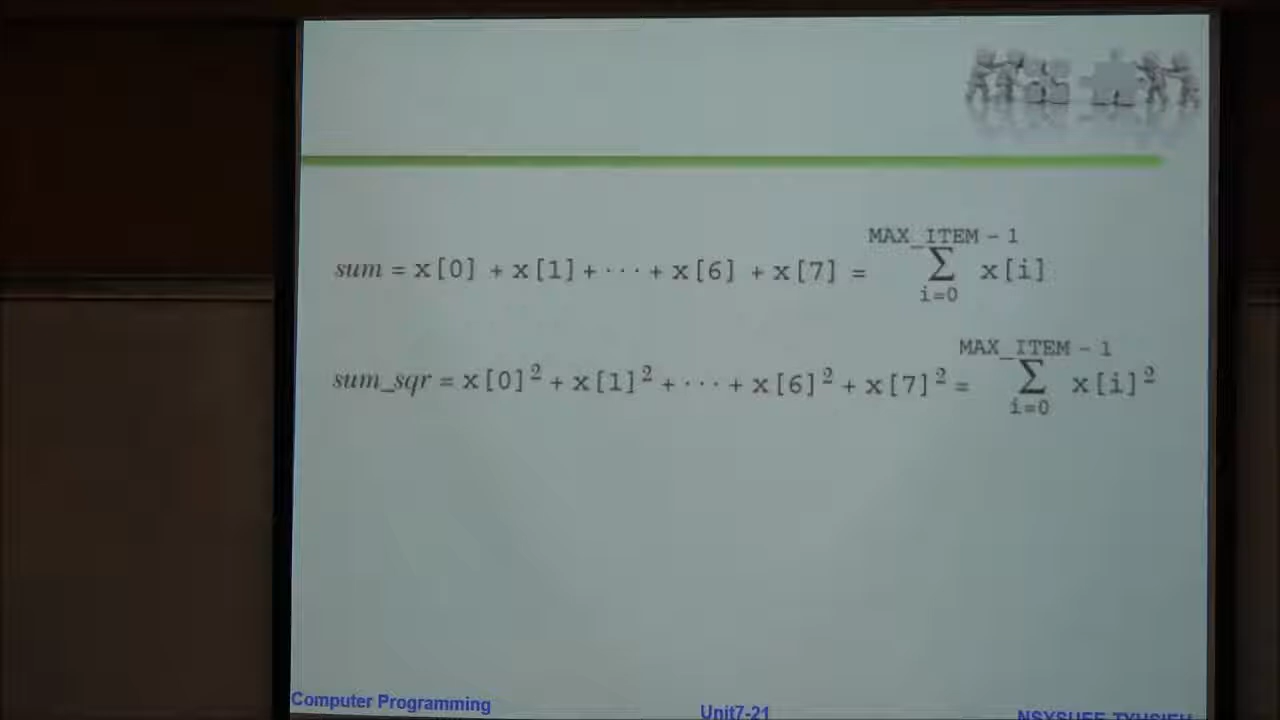 sum = x[0] + x[1] + ··· + x[6] + x[7] = MAX_ITEM – 1 Σ i=0 x[i]
sum_sqr = x[0]² + x[1]² + ··· + x[6]² + x[7]² = MAX_ITEM – 1 Σ i=0 x[i]²
Computer Programming Unit7-21